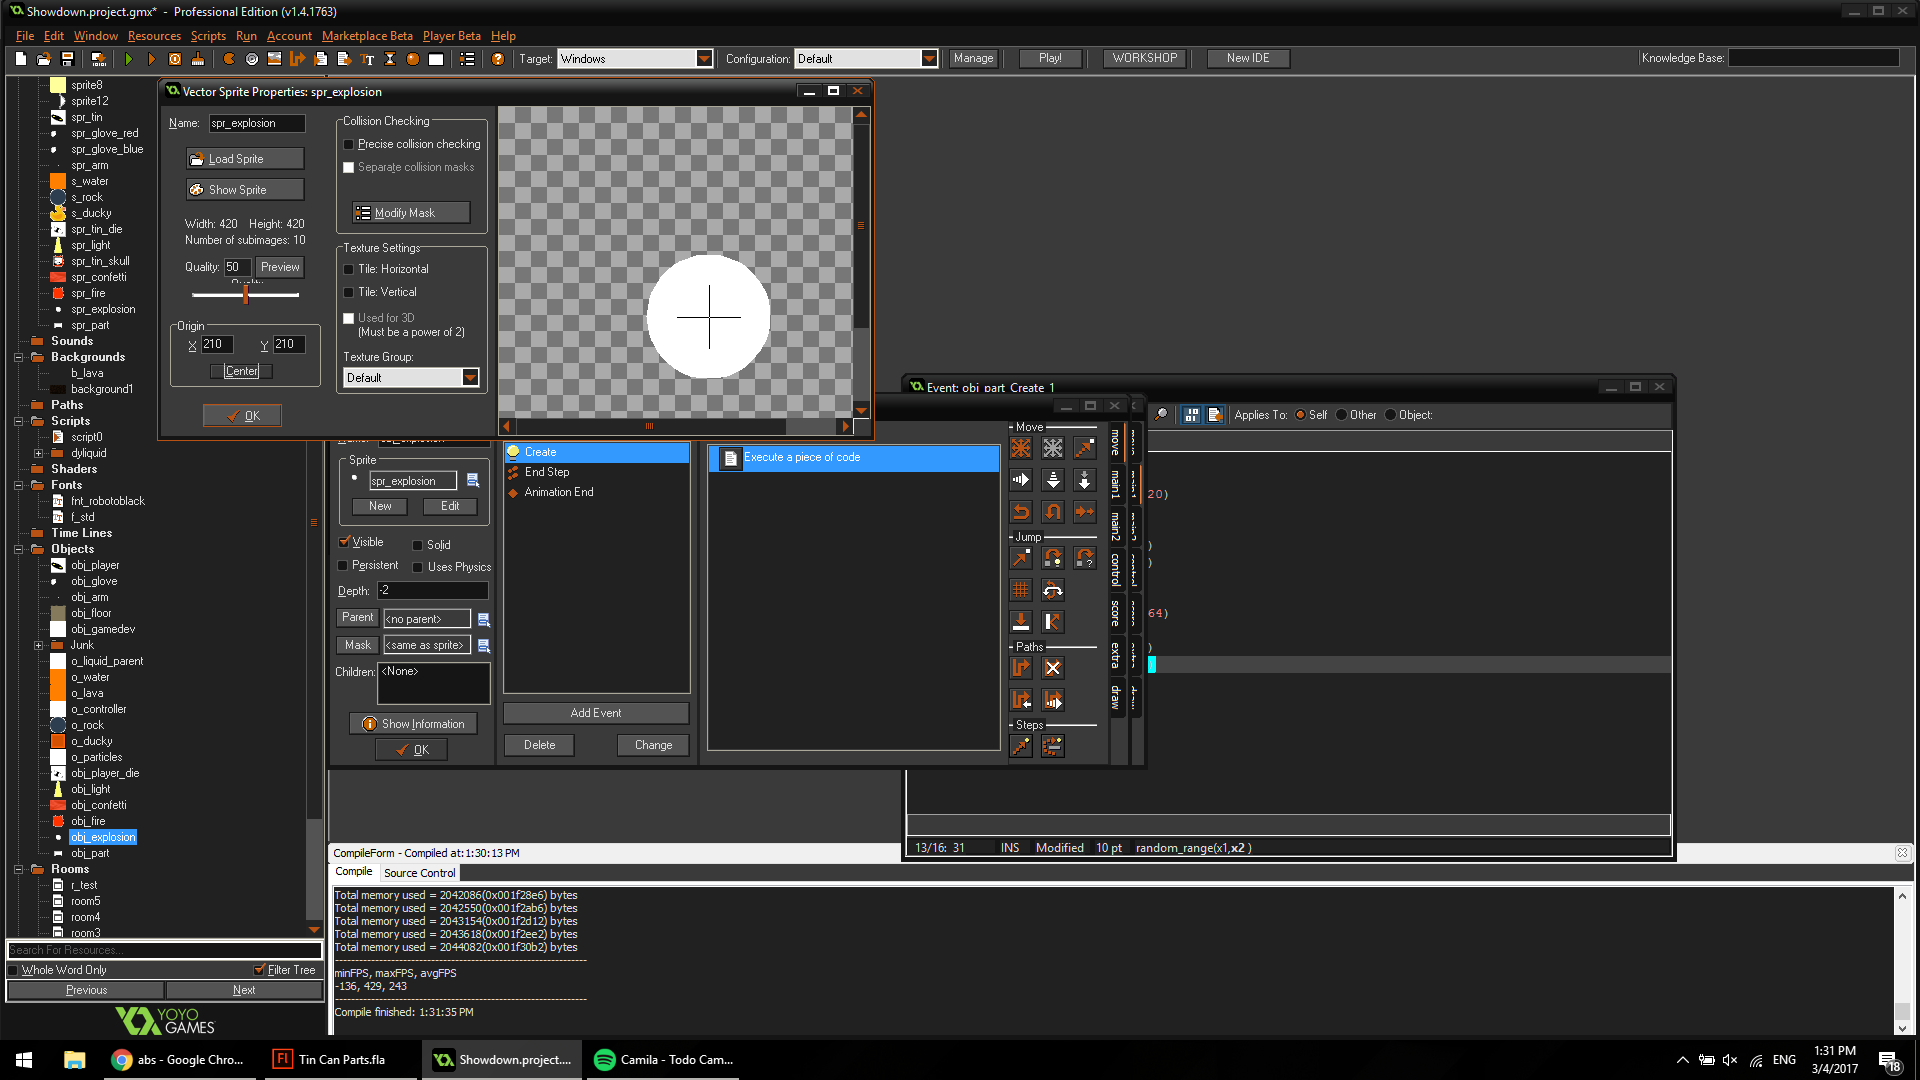 Showdown.project.gmx* - Professional Edition (v1.4.1763)
File Edit Window Resources Scripts Run Account Marketplace Beta Player Beta Help
Target: Windows Configuration: Default Manage Play! WORKSHOP New IDE Knowledge Base:
sprite8
sprite12
spr_tin
spr_glove_red
spr_glove_blue
spr_arm
s_water
s_rock
s_ducky
spr_tin_die
spr_light
spr_tin_skull
spr_confetti
spr_fire
spr_explosion
spr_part
Sounds
Backgrounds
b_lava
background1
Paths
Scripts
script0
dyliquid
Shaders
Fonts
fnt_robotoblack
f_std
Time Lines
Objects
obj_player
obj_glove
obj_arm
obj_floor
obj_gamedev
Junk
o_liquid_parent
o_water
o_lava
o_controller
o_rock
o_ducky
o_particles
obj_player_die
obj_light
obj_confetti
obj_fire
obj_explosion
obj_part
Rooms
r_test
room5
room4
room3
Search For Resources...
Whole Word Only Filter Tree
Previous Next
YOYO
GAMES
Vector Sprite Properties: spr_explosion
Name: spr_explosion
Load Sprite
Show Sprite
Width: 420 Height: 420
Number of subimages: 10
Quality: 50 Preview
Origin
X 210 Y 210
Center
OK
Collision Checking
Precise collision checking
Separate collision masks
Modify Mask
Texture Settings
Tile: Horizontal
Tile: Vertical
Used for 3D
(Must be a power of 2)
Texture Group:
Default
Sprite
spr_explosion
New Edit
Visible Solid
Persistent Uses Physics
Depth: -2
Parent <no parent>
Mask <same as sprite>
Children: <None>
Show Information
OK
Create
End Step
Animation End
Add Event
Delete Change
Execute a piece of code
Move
Jump
Paths
Steps
move
main1
main2
control
score
extra
draw
Event: obj_part Create 1
Applies To: Self Other Object:
20)
)
)
64)
)
)
13/16: 31 INS Modified 10 pt random_range(x1,x2 )
CompileForm - Compiled at:1:30:13 PM
Compile Source Control
Total memory used = 2042086(0x001f28e6) bytes
Total memory used = 2042550(0x001f2ab6) bytes
Total memory used = 2043154(0x001f2d12) bytes
Total memory used = 2043618(0x001f2ee2) bytes
Total memory used = 2044082(0x001f30b2) bytes
minFPS, maxFPS, avgFPS
-136, 429, 243
Compile finished: 1:31:35 PM
abs - Google Chro...
Fl Tin Can Parts.fla
Showdown.project....
Camila - Todo Cam...
ENG
1:31 PM
3/4/2017
18